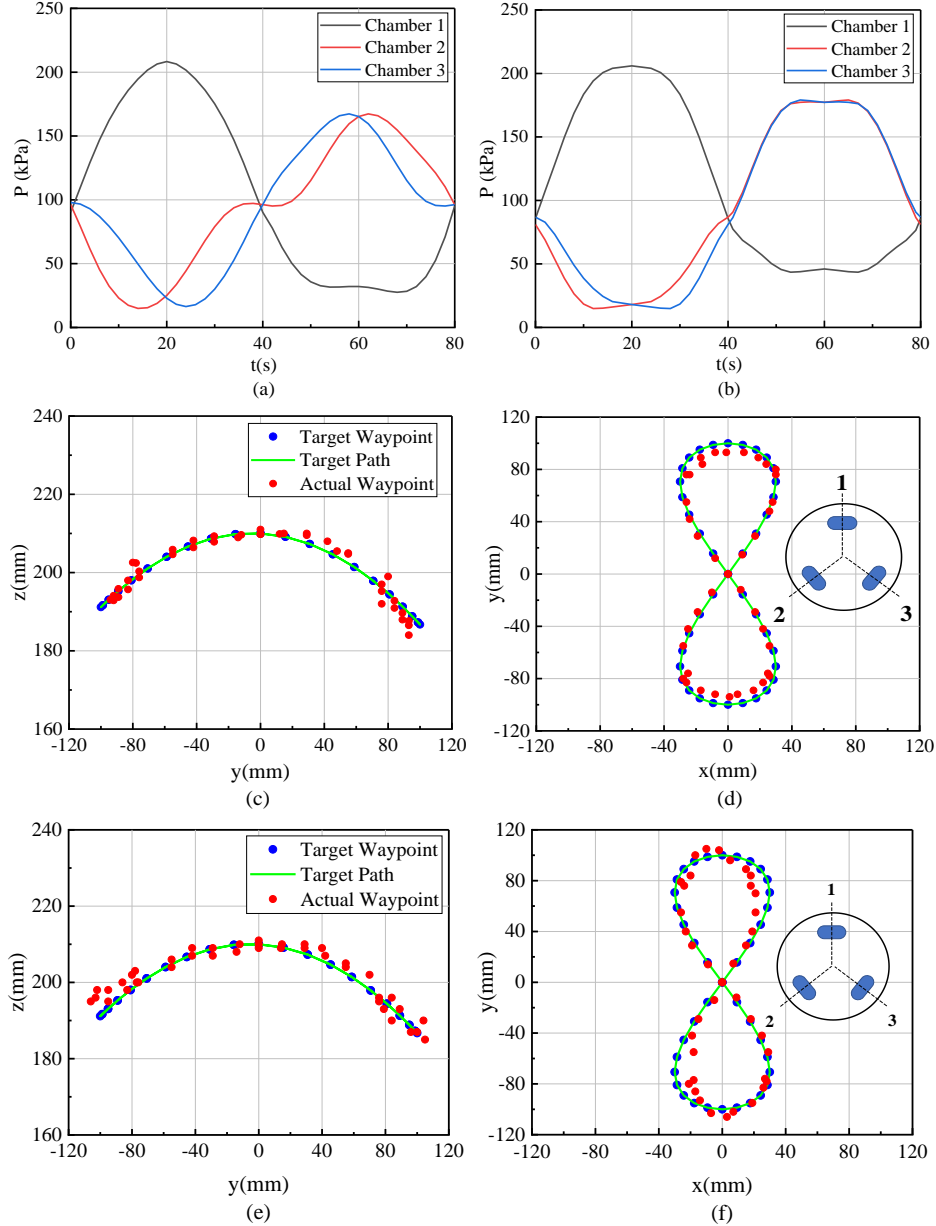 250
200
150
100
50
0
P (kPa)
Chamber 1
Chamber 2
Chamber 3
0 20 40 60 80
t(s)
(a)
250
200
150
100
50
0
P (kPa)
Chamber 1
Chamber 2
Chamber 3
0 20 40 60 80
t(s)
(b)
240
220
200
180
160
z(mm)
Target Waypoint
Target Path
Actual Waypoint
-120 -80 -40 0 40 80 120
y(mm)
(c)
120
80
40
0
-40
-80
-120
y(mm)
1
2
3
-120 -80 -40 0 40 80 120
x(mm)
(d)
240
220
200
180
160
z(mm)
Target Waypoint
Target Path
Actual Waypoint
-120 -80 -40 0 40 80 120
y(mm)
(e)
120
80
40
0
-40
-80
-120
y(mm)
1
2
3
-120 -80 -40 0 40 80 120
x(mm)
(f)